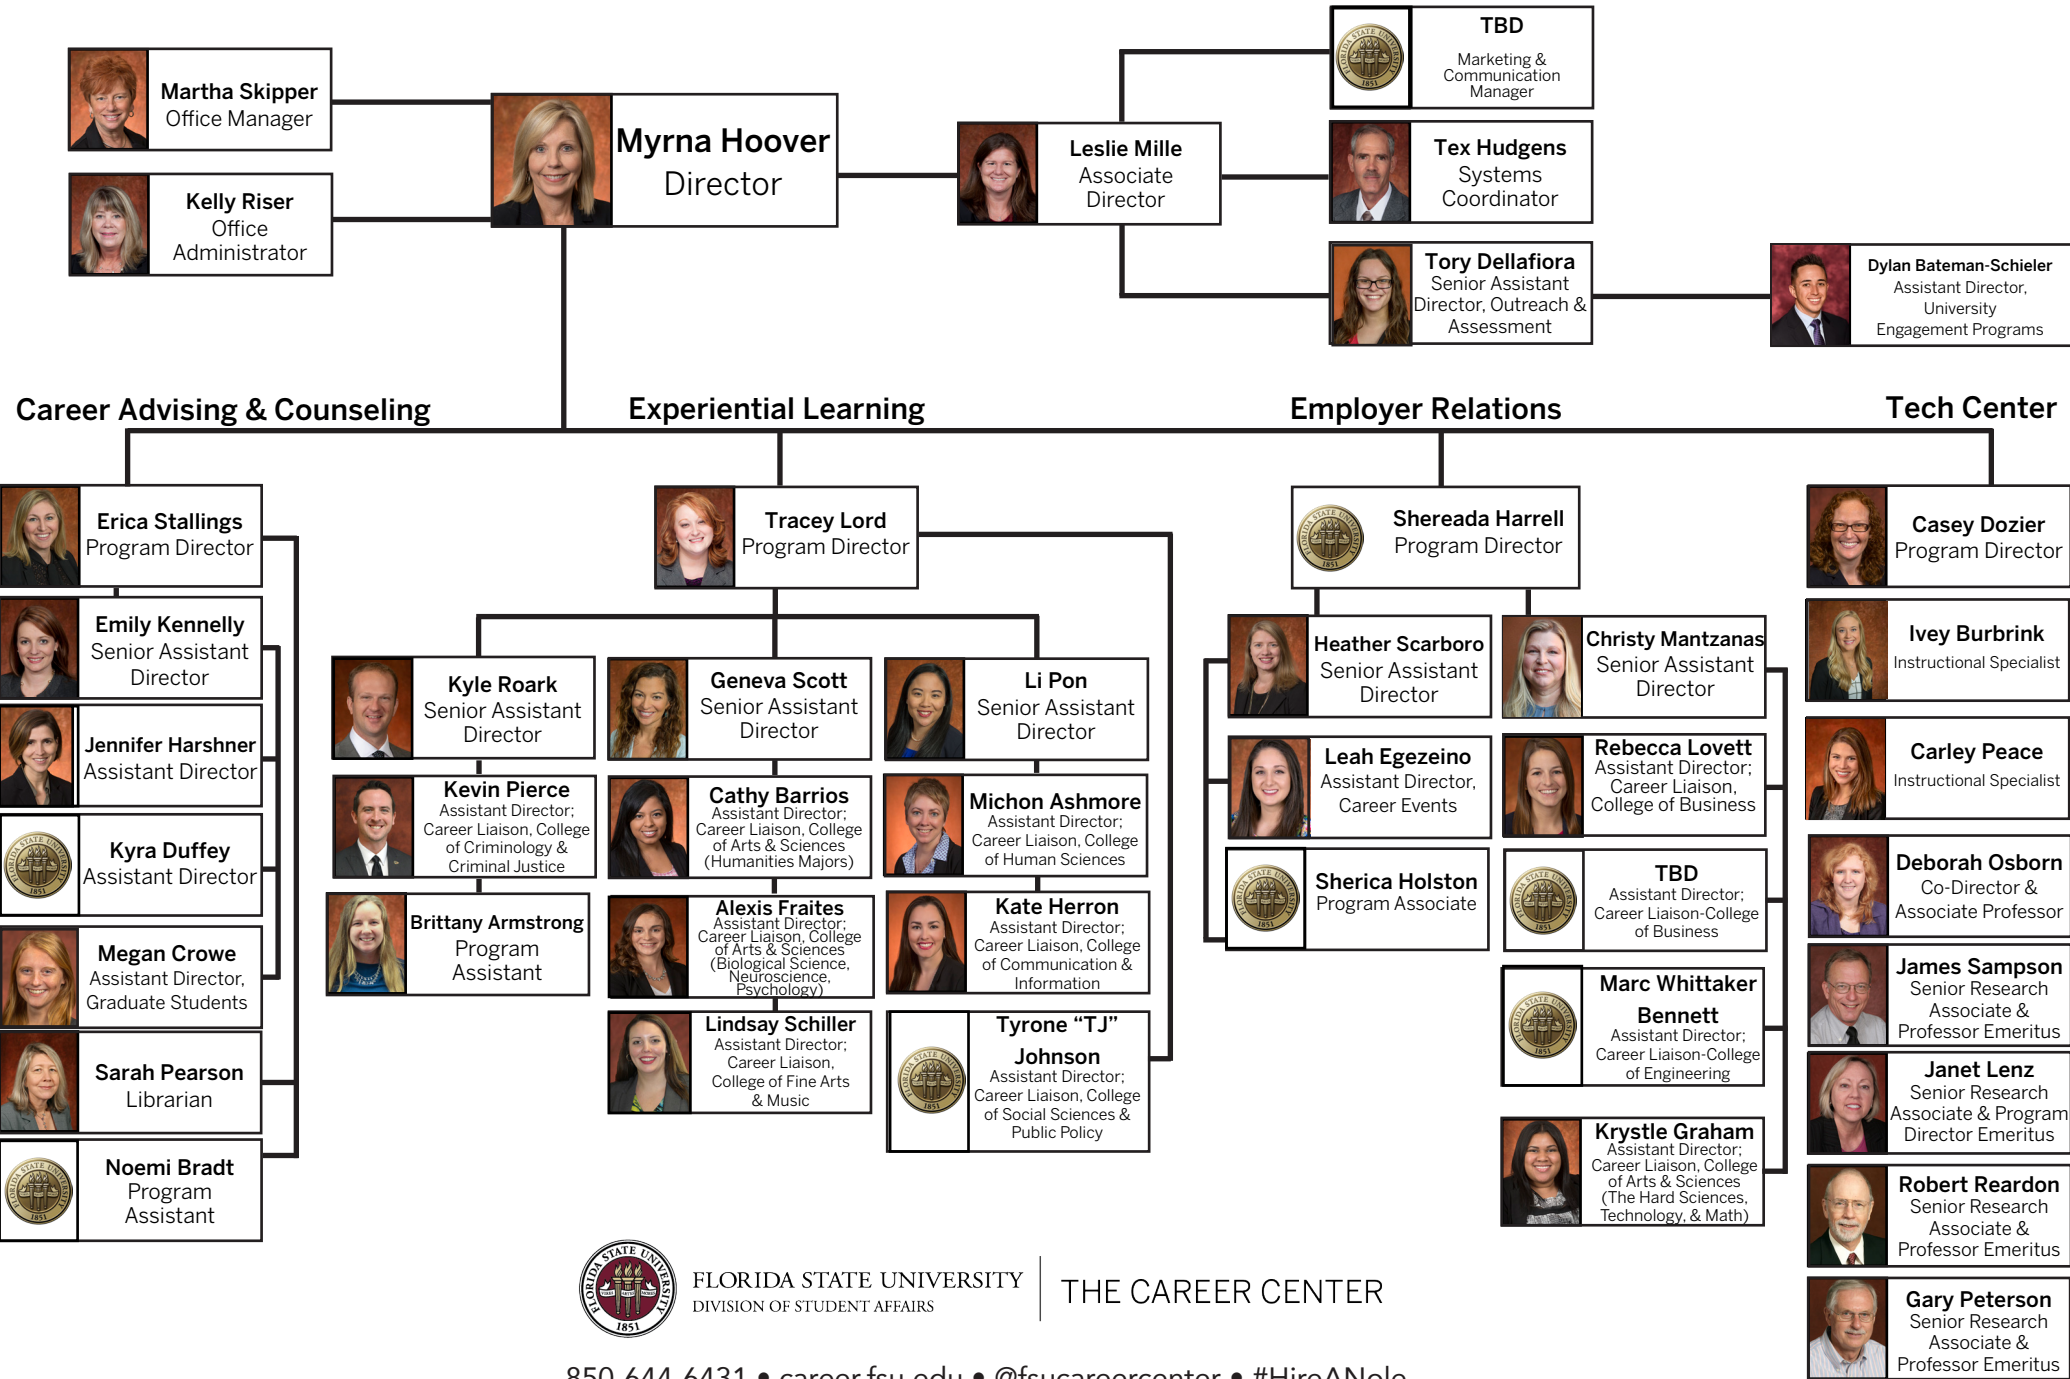 Martha Skipper
Office Manager
Kelly Riser
Office
Administrator
Myrna Hoover
Director
Leslie Mille
Associate
Director
TBD
Marketing &
Communication
Manager
Tex Hudgens
Systems
Coordinator
Tory Dellafiora
Senior Assistant
Director, Outreach &
Assessment
Dylan Bateman-Schieler
Assistant Director,
University
Engagement Programs
Career Advising & Counseling
Erica Stallings
Program Director
Emily Kennelly
Senior Assistant
Director
Jennifer Harshner
Assistant Director
Kyra Duffey
Assistant Director
Megan Crowe
Assistant Director,
Graduate Students
Sarah Pearson
Librarian
Noemi Bradt
Program
Assistant
Experiential Learning
Tracey Lord
Program Director
Kyle Roark
Senior Assistant
Director
Kevin Pierce
Assistant Director;
Career Liaison, College
of Criminology &
Criminal Justice
Brittany Armstrong
Program
Assistant
Geneva Scott
Senior Assistant
Director
Cathy Barrios
Assistant Director;
Career Liaison, College
of Arts & Sciences
(Humanities Majors)
Alexis Fraites
Assistant Director;
Career Liaison, College
of Arts & Sciences
(Biological Science,
Neuroscience,
Psychology)
Lindsay Schiller
Assistant Director;
Career Liaison,
College of Fine Arts
& Music
Li Pon
Senior Assistant
Director
Michon Ashmore
Assistant Director;
Career Liaison, College
of Human Sciences
Kate Herron
Assistant Director;
Career Liaison, College
of Communication &
Information
Tyrone “TJ”
Johnson
Assistant Director;
Career Liaison, College
of Social Sciences &
Public Policy
Employer Relations
Shereada Harrell
Program Director
Heather Scarboro
Senior Assistant
Director
Leah Egezeino
Assistant Director,
Career Events
Sherica Holston
Program Associate
Christy Mantzanas
Senior Assistant
Director
Rebecca Lovett
Assistant Director;
Career Liaison,
College of Business
TBD
Assistant Director;
Career Liaison-College
of Business
Marc Whittaker
Bennett
Assistant Director;
Career Liaison-College
of Engineering
Krystle Graham
Assistant Director;
Career Liaison, College
of Arts & Sciences
(The Hard Sciences,
Technology, & Math)
Tech Center
Casey Dozier
Program Director
Ivey Burbrink
Instructional Specialist
Carley Peace
Instructional Specialist
Deborah Osborn
Co-Director &
Associate Professor
James Sampson
Senior Research
Associate &
Professor Emeritus
Janet Lenz
Senior Research
Associate & Program
Director Emeritus
Robert Reardon
Senior Research
Associate &
Professor Emeritus
Gary Peterson
Senior Research
Associate &
Professor Emeritus
FLORIDA STATE UNIVERSITY
1851
FLORIDA STATE UNIVERSITY
DIVISION OF STUDENT AFFAIRS
THE CAREER CENTER
850-644-6431 • career.fsu.edu • @fsucareercenter • #HireANole